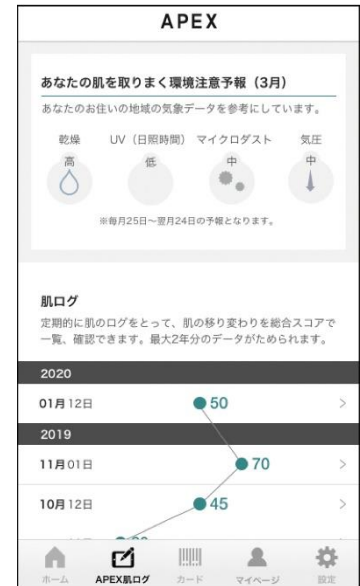 APEX
あなたの肌を取りまく環境注意予報（3月）
あなたのお住いの地域の気象データを参考にしています。
乾燥 UV（日照時間） マイクロダスト 気圧
高 低 中 中
※毎月25日～翌月24日の予報となります。
肌ログ
定期的に肌のログをとって、肌の移り変わりを総合スコアで
一覧、確認できます。最大2年分のデータがためられます。
2020
01月12日 50
2019
11月01日 70
10月12日 45
ホーム APEX肌ログ カード マイページ 設定